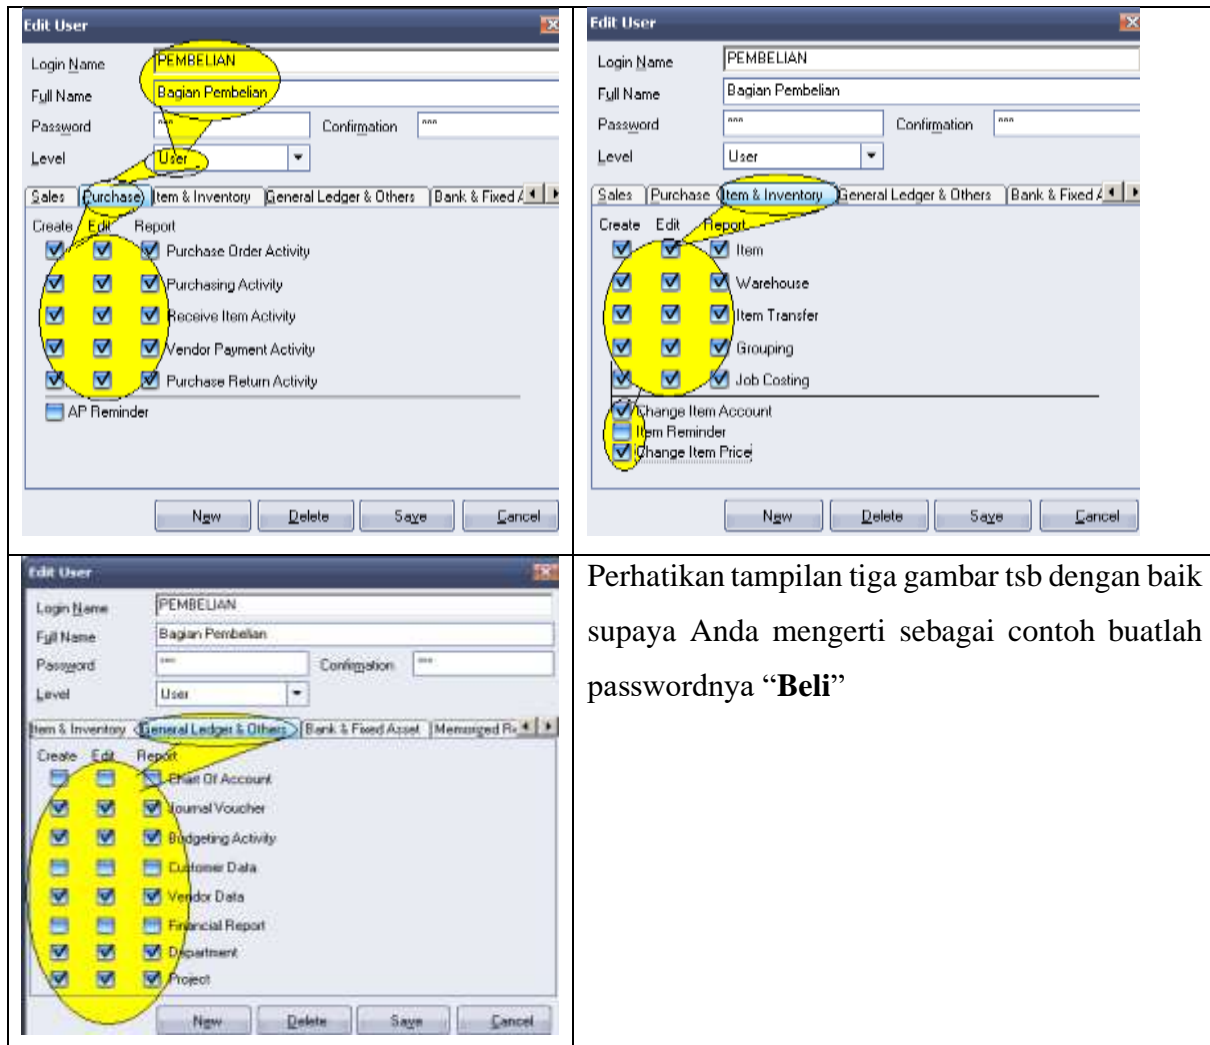 Edit User
Login Name PEMBELIAN
Full Name Bagian Pembelian
Password *** Confirmation ***
Level User
Sales Purchase Item & Inventory General Ledger & Others Bank & Fixed A
Create Edit Report
Purchase Order Activity
Purchasing Activity
Receive Item Activity
Vendor Payment Activity
Purchase Return Activity
AP Reminder
New Delete Save Cancel
Edit User
Login Name PEMBELIAN
Full Name Bagian Pembelian
Password *** Confirmation ***
Level User
Sales Purchase Item & Inventory General Ledger & Others Bank & Fixed A
Create Edit Report
Item
Warehouse
Item Transfer
Grouping
Job Costing
Change Item Account
Item Reminder
Change Item Price
New Delete Save Cancel
Edit User
Login Name PEMBELIAN
Full Name Bagian Pembelian
Password *** Confirmation ***
Level User
Item & Inventory General Ledger & Others Bank & Fixed Asset Memorized Re
Create Edit Report
Chart Of Account
Journal Voucher
Budgeting Activity
Customer Data
Vendor Data
Financial Report
Department
Project
New Delete Save Cancel
Perhatikan tampilan tiga gambar tsb dengan baik
supaya Anda mengerti sebagai contoh buatlah
passwordnya “Beli”